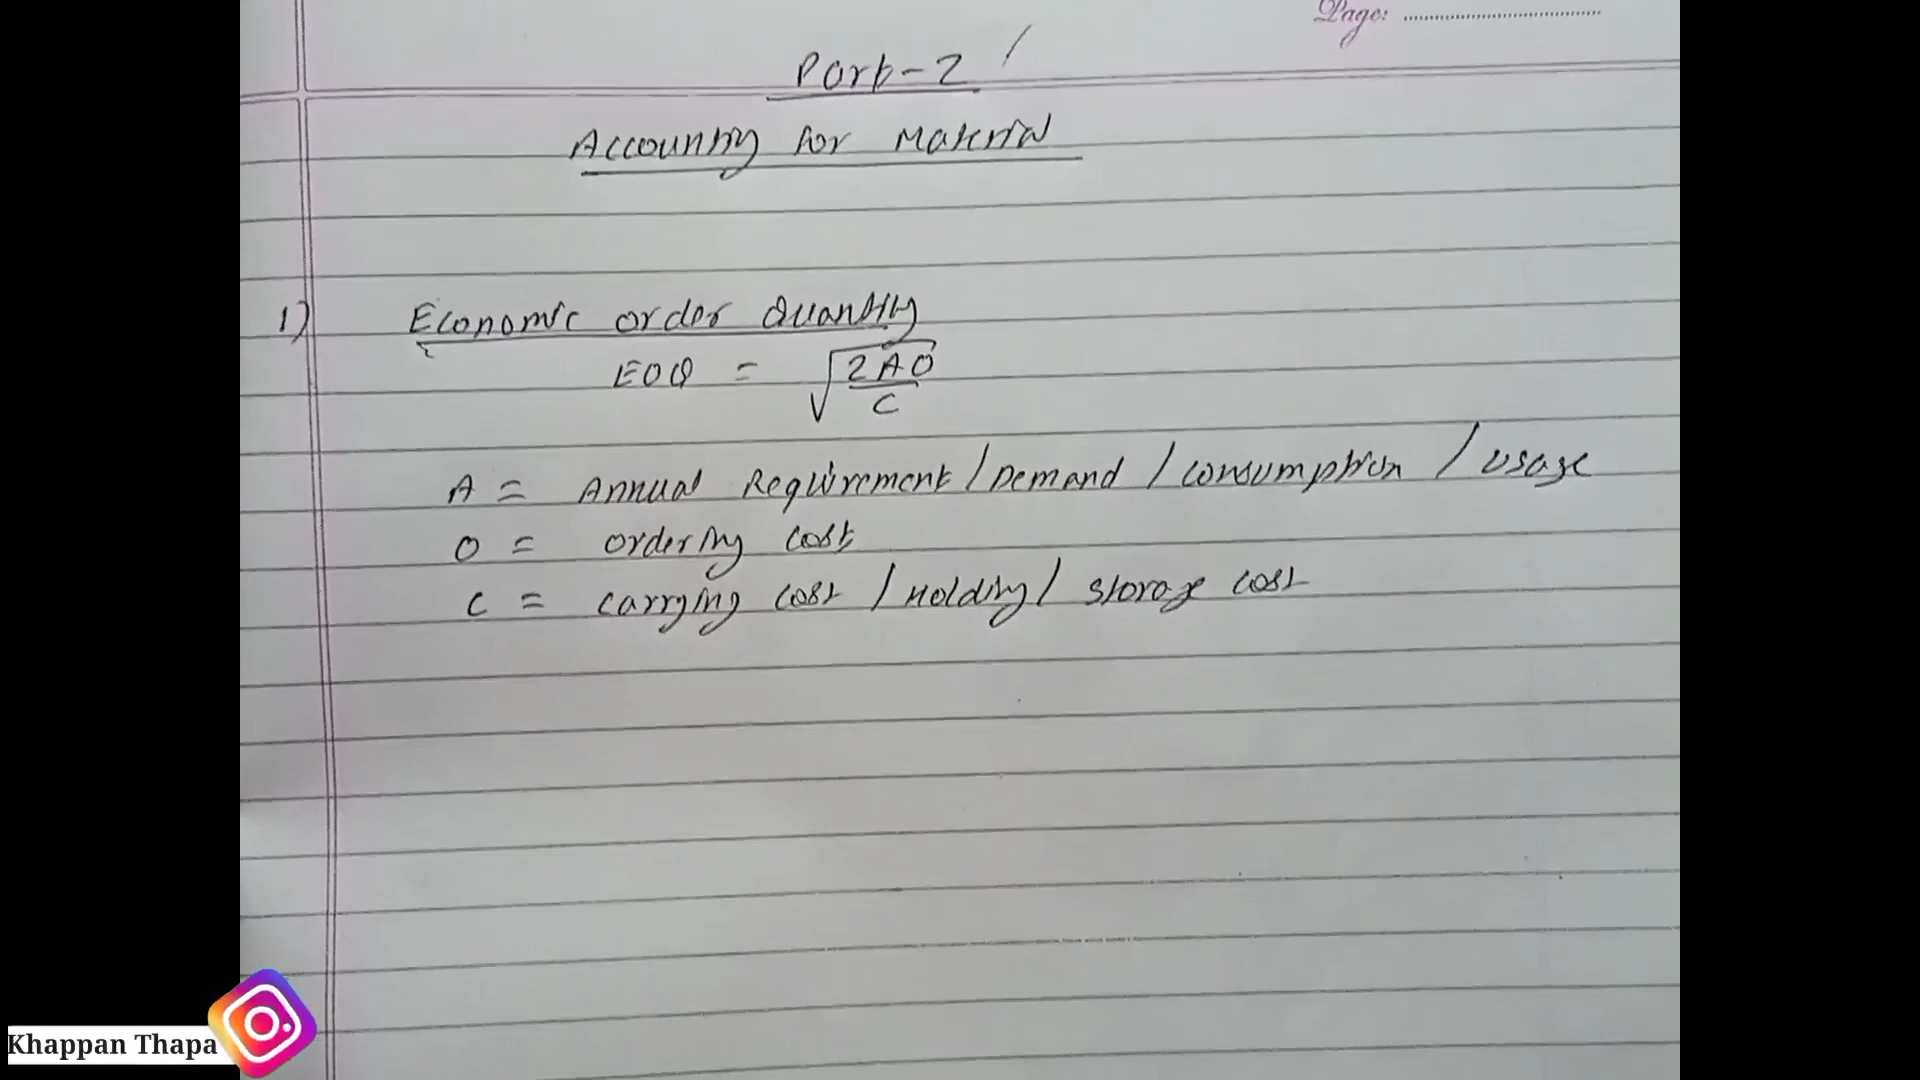 Page: ..............................
Part-2
Accounting for Material
1) Economic order Quantity
EOQ = √2AO/C
A = Annual Requirement / Demand / consumption / usage
O = ordering cost
C = carrying cost / Holding / storage cost
Khappan Thapa